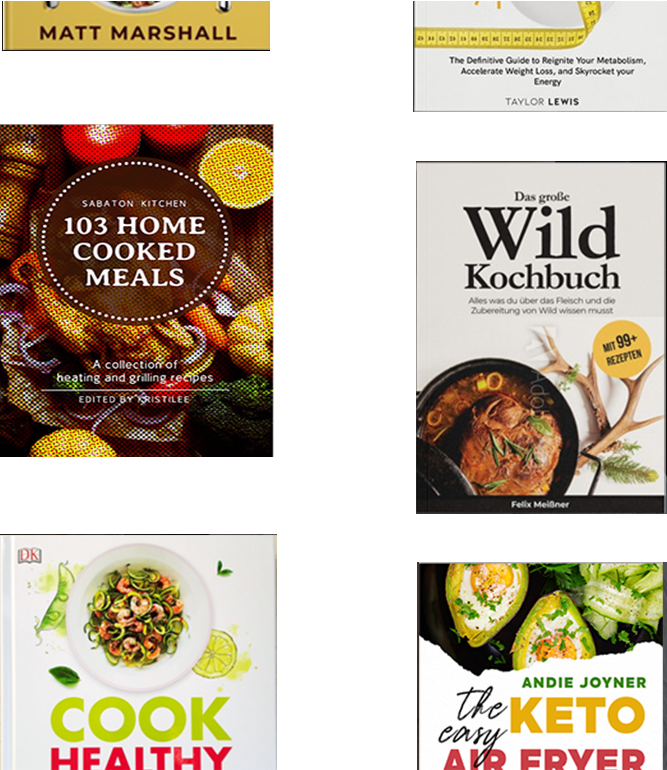 MATT MARSHALL
The Definitive Guide to Reignite Your Metabolism,
Accelerate Weight Loss, and Skyrocket your
Energy
TAYLOR LEWIS
SABATON KITCHEN
103 HOME
COOKED
MEALS
A collection of
heating and grilling recipes
EDITED BY KRISTILEE
Das große
Wild
Kochbuch
Alles was du über das Fleisch und die
Zubereitung von Wild wissen musst
MIT 99+
REZEPTEN
Felix Meißner
DK
COOK
HEALTHY
ANDIE JOYNER
the KETO
easy
AIR FRYER